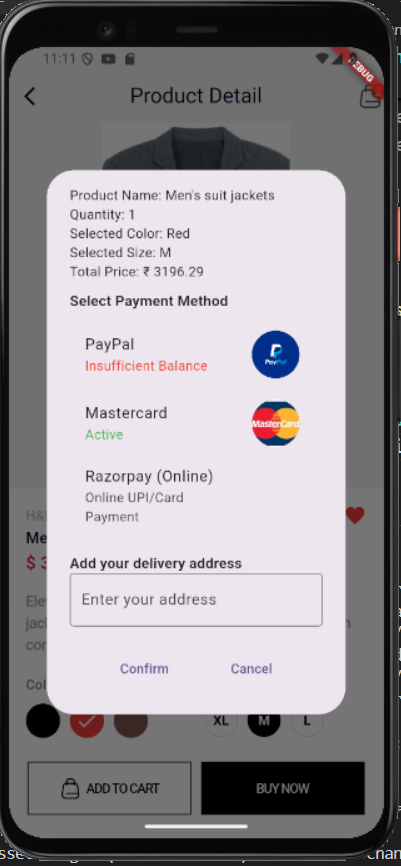 11:11
DEBUG
Product Detail
Product Name: Men's suit jackets
Quantity: 1
Selected Color: Red
Selected Size: M
Total Price: ₹ 3196.29
Select Payment Method
PayPal
Insufficient Balance
PayPal
Mastercard
Active
MasterCard
Razorpay (Online)
Online UPI/Card
Payment
H&
Me
$ 3
Add your delivery address
Enter your address
Ele
jac
con
Confirm
Cancel
Col
XL
M
L
ADD TO CART
BUY NOW